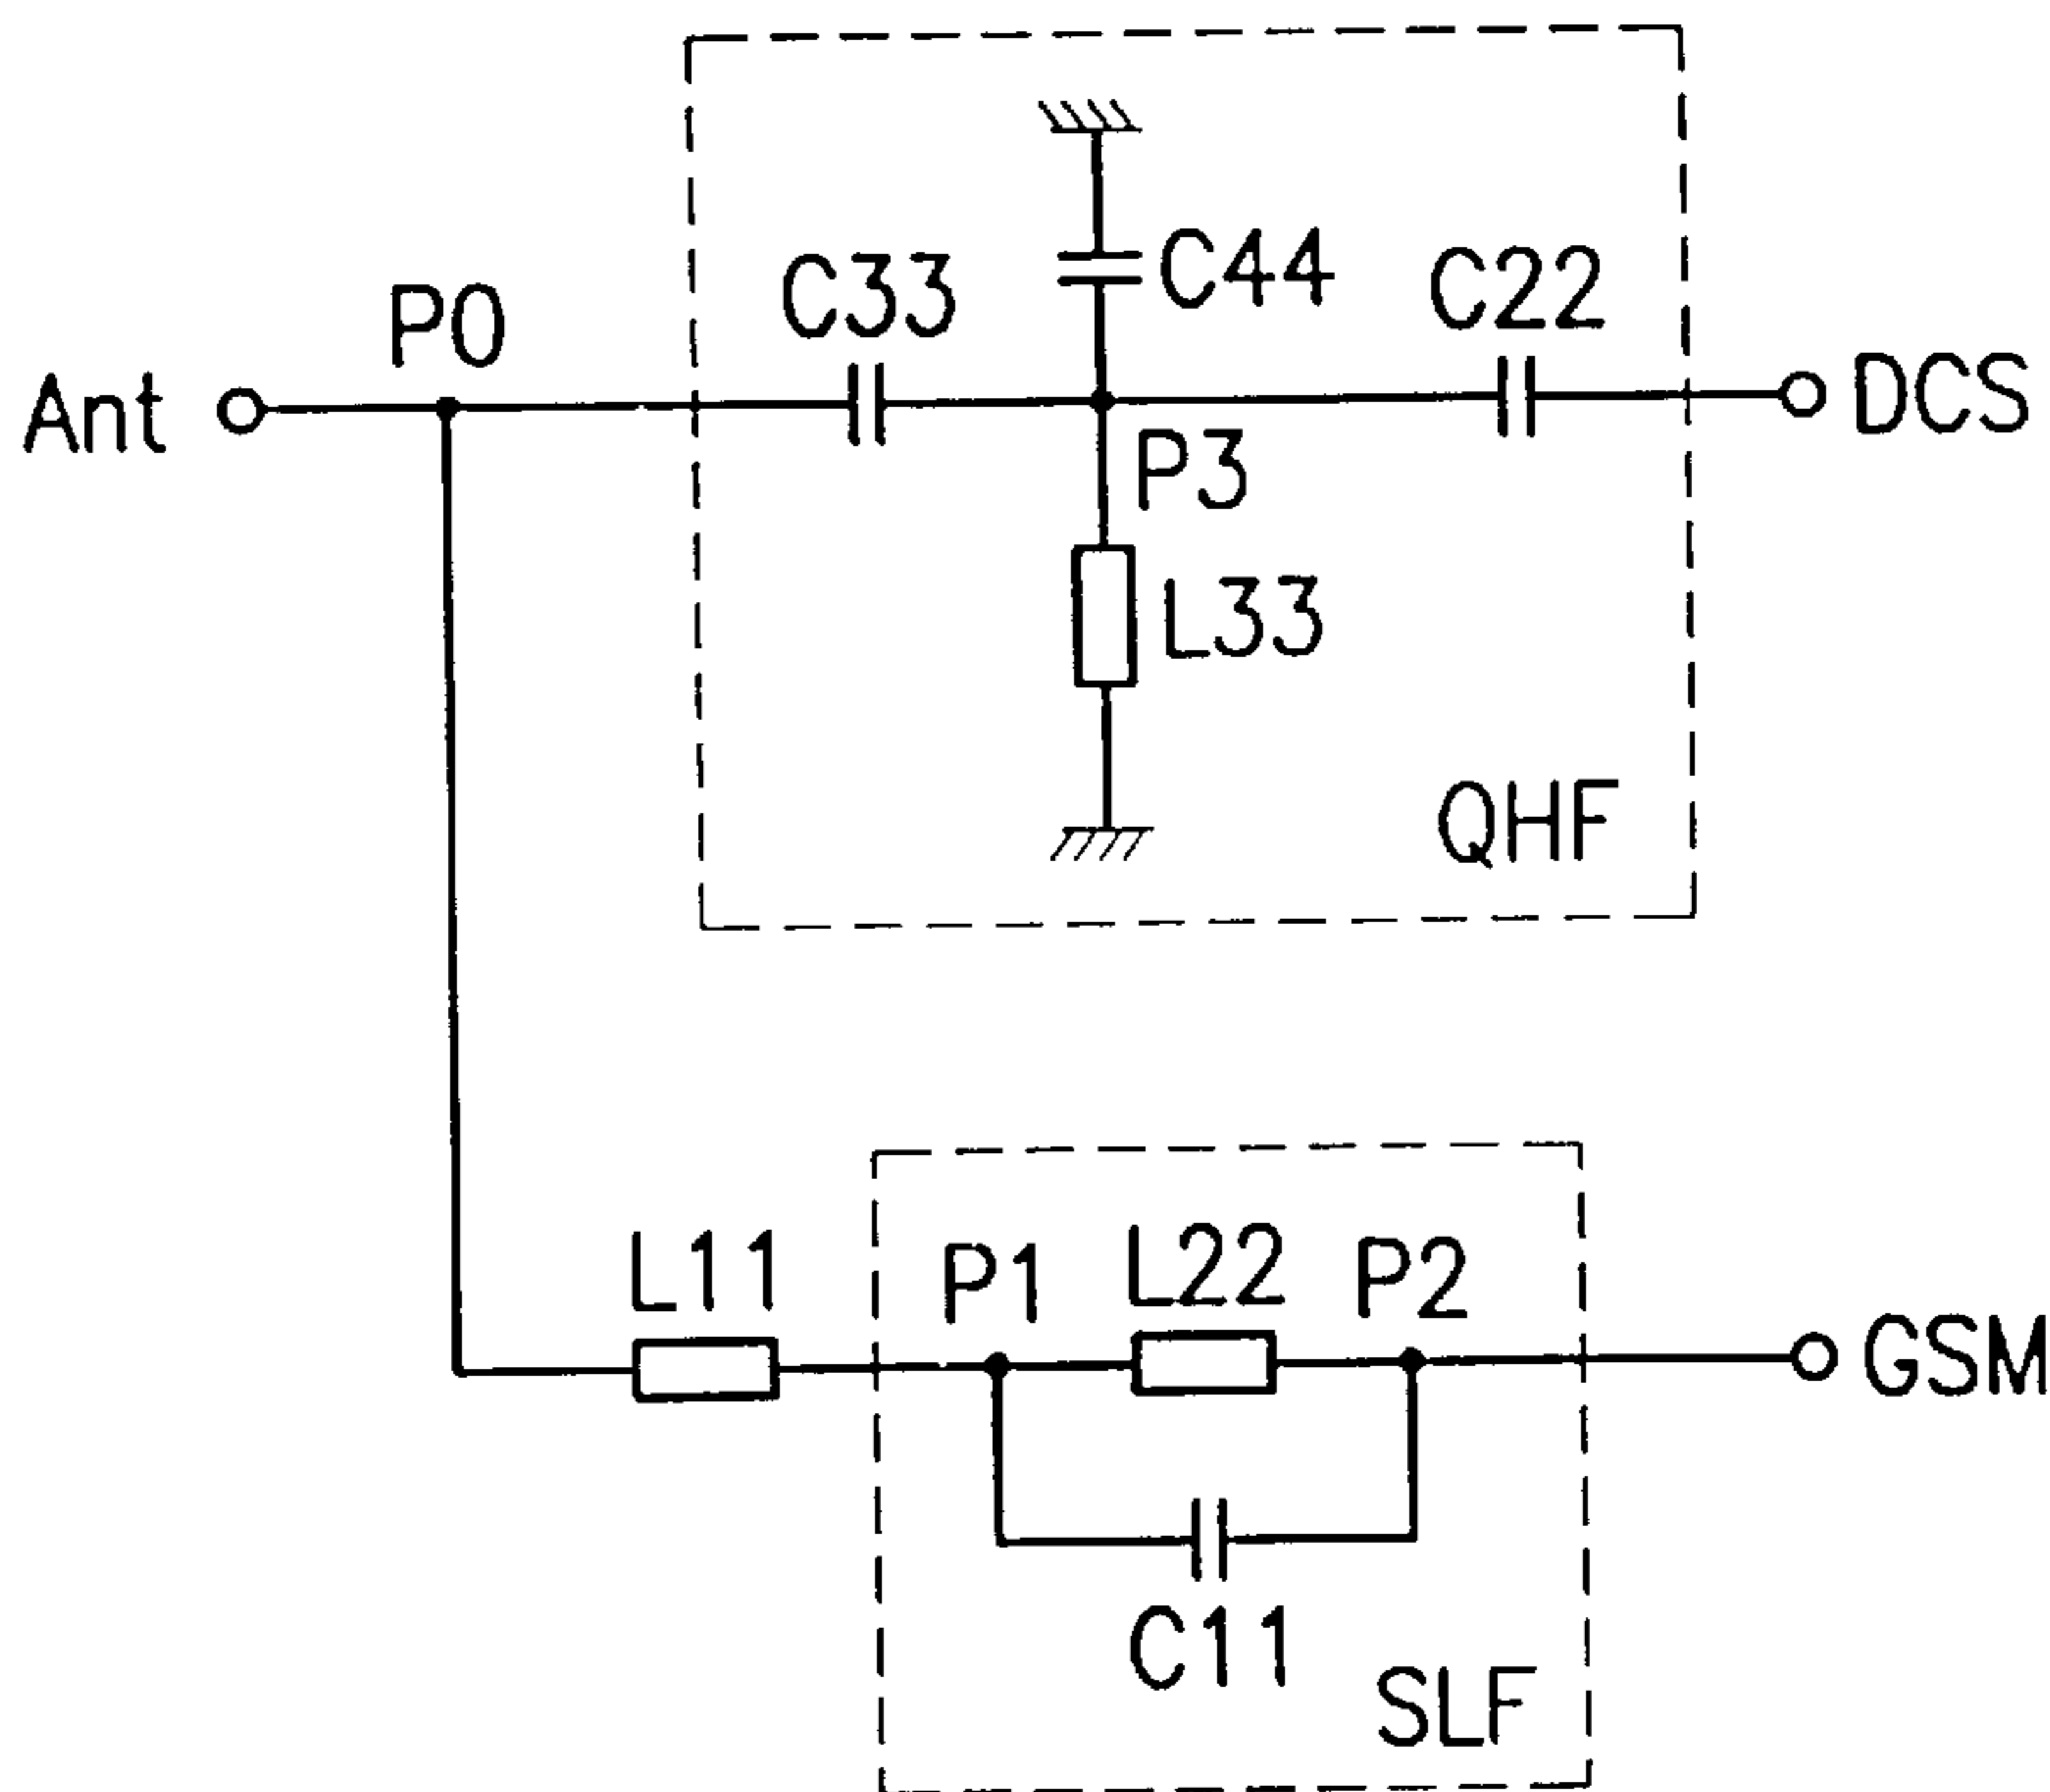 C44
C33
C22
P0
Ant
DCS
P3
L33
QHF
L11
P1
L22
P2
GSM
C11
SLF